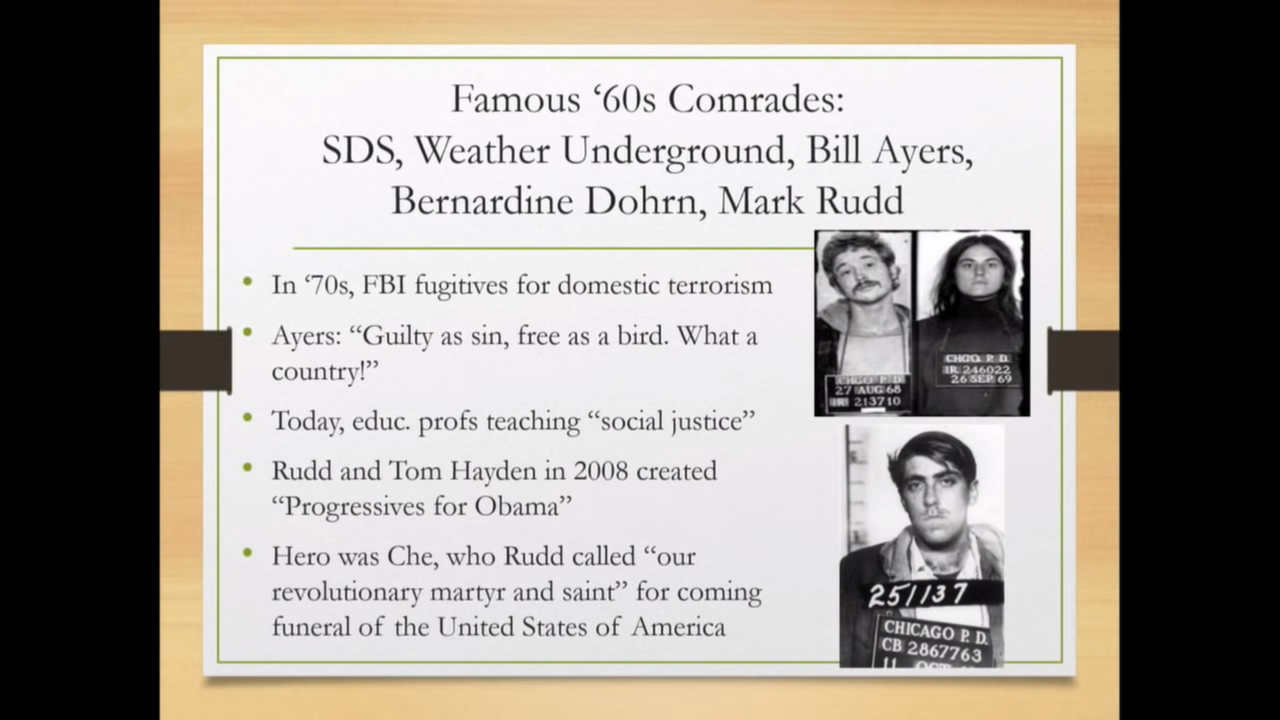 Famous ‘60s Comrades:
SDS, Weather Underground, Bill Ayers,
Bernardine Dohrn, Mark Rudd
• In ‘70s, FBI fugitives for domestic terrorism
• Ayers: “Guilty as sin, free as a bird. What a
country!”
• Today, educ. profs teaching “social justice”
• Rudd and Tom Hayden in 2008 created
“Progressives for Obama”
• Hero was Che, who Rudd called “our
revolutionary martyr and saint” for coming
funeral of the United States of America
CHGO P D
27 AUG 68
IR 213710
CHGO. P. D.
IR 246022
26 SEP 69
251137
CHICAGO P. D.
CB 2867763
11 OCT